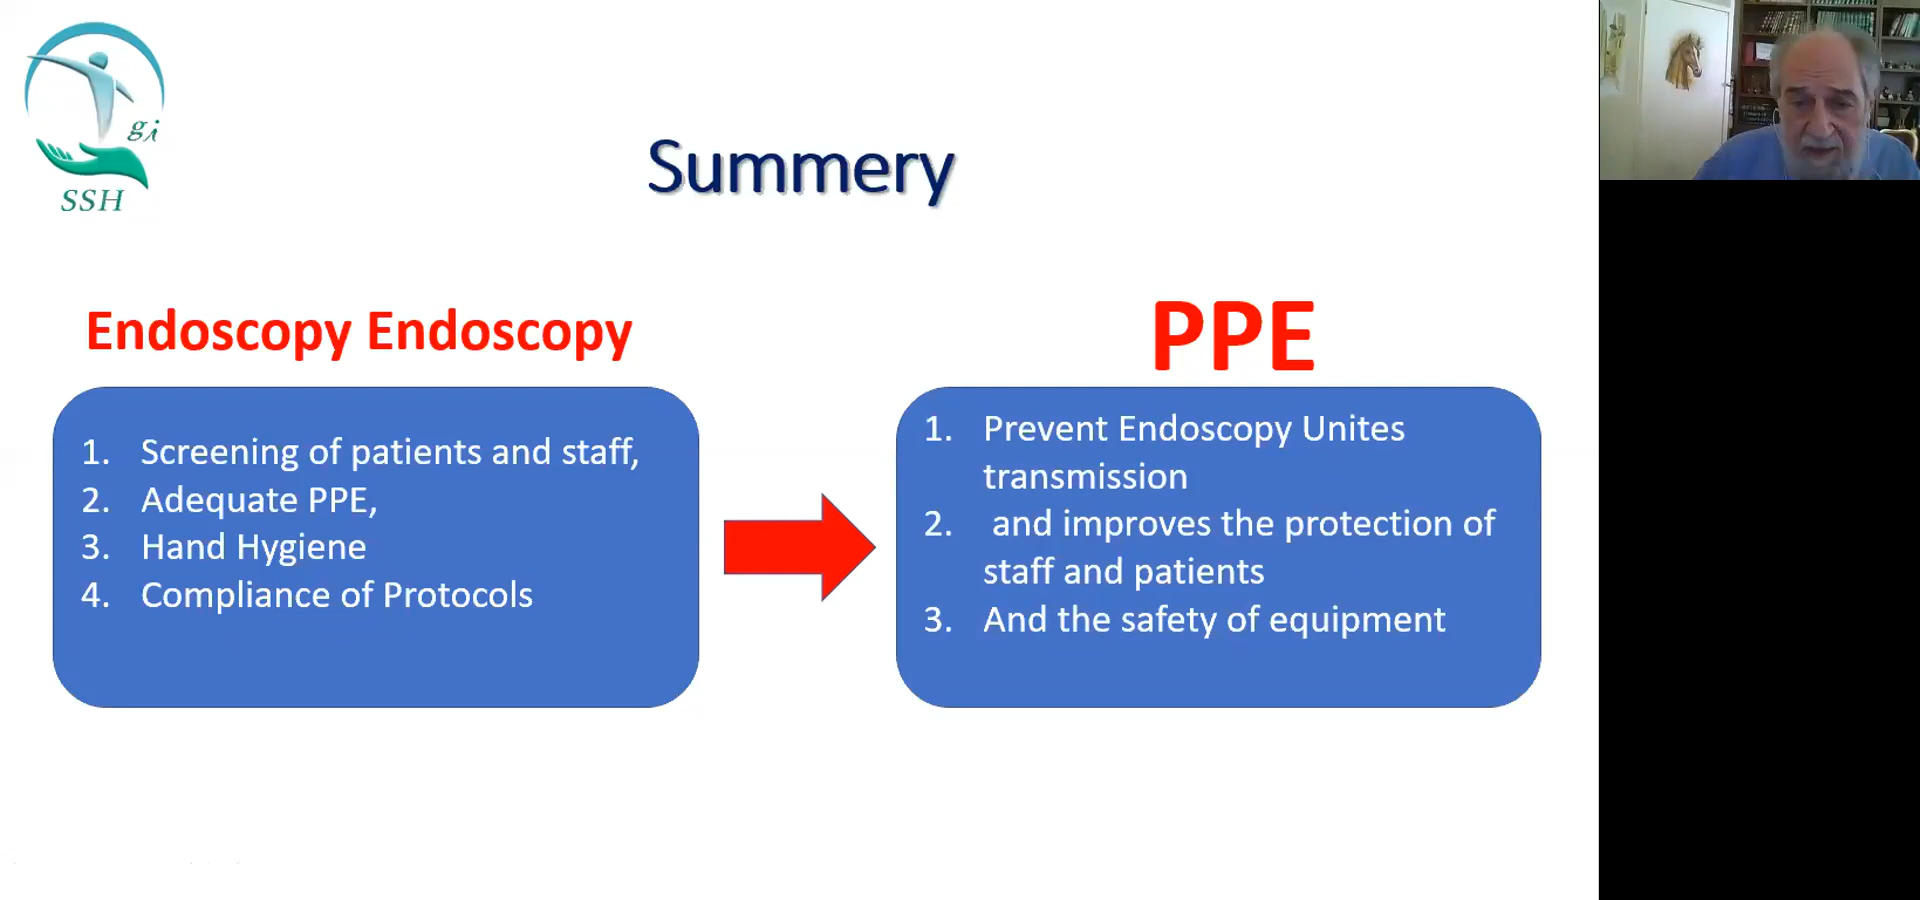 gi
SSH
Summery
Endoscopy Endoscopy
1. Screening of patients and staff,
2. Adequate PPE,
3. Hand Hygiene
4. Compliance of Protocols
PPE
1. Prevent Endoscopy Unites
transmission
2. and improves the protection of
staff and patients
3. And the safety of equipment